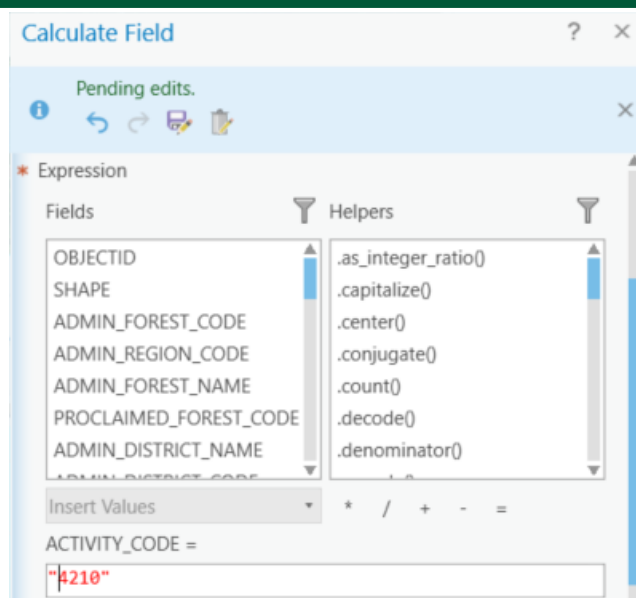 Calculate Field ? ×
Pending edits.
* Expression
Fields Helpers
OBJECTID
SHAPE
ADMIN_FOREST_CODE
ADMIN_REGION_CODE
ADMIN_FOREST_NAME
PROCLAIMED_FOREST_CODE
ADMIN_DISTRICT_NAME
ADMIN_DISTRICT_CODE
.as_integer_ratio()
.capitalize()
.center()
.conjugate()
.count()
.decode()
.denominator()
Insert Values * / + - =
ACTIVITY_CODE =
"4210"